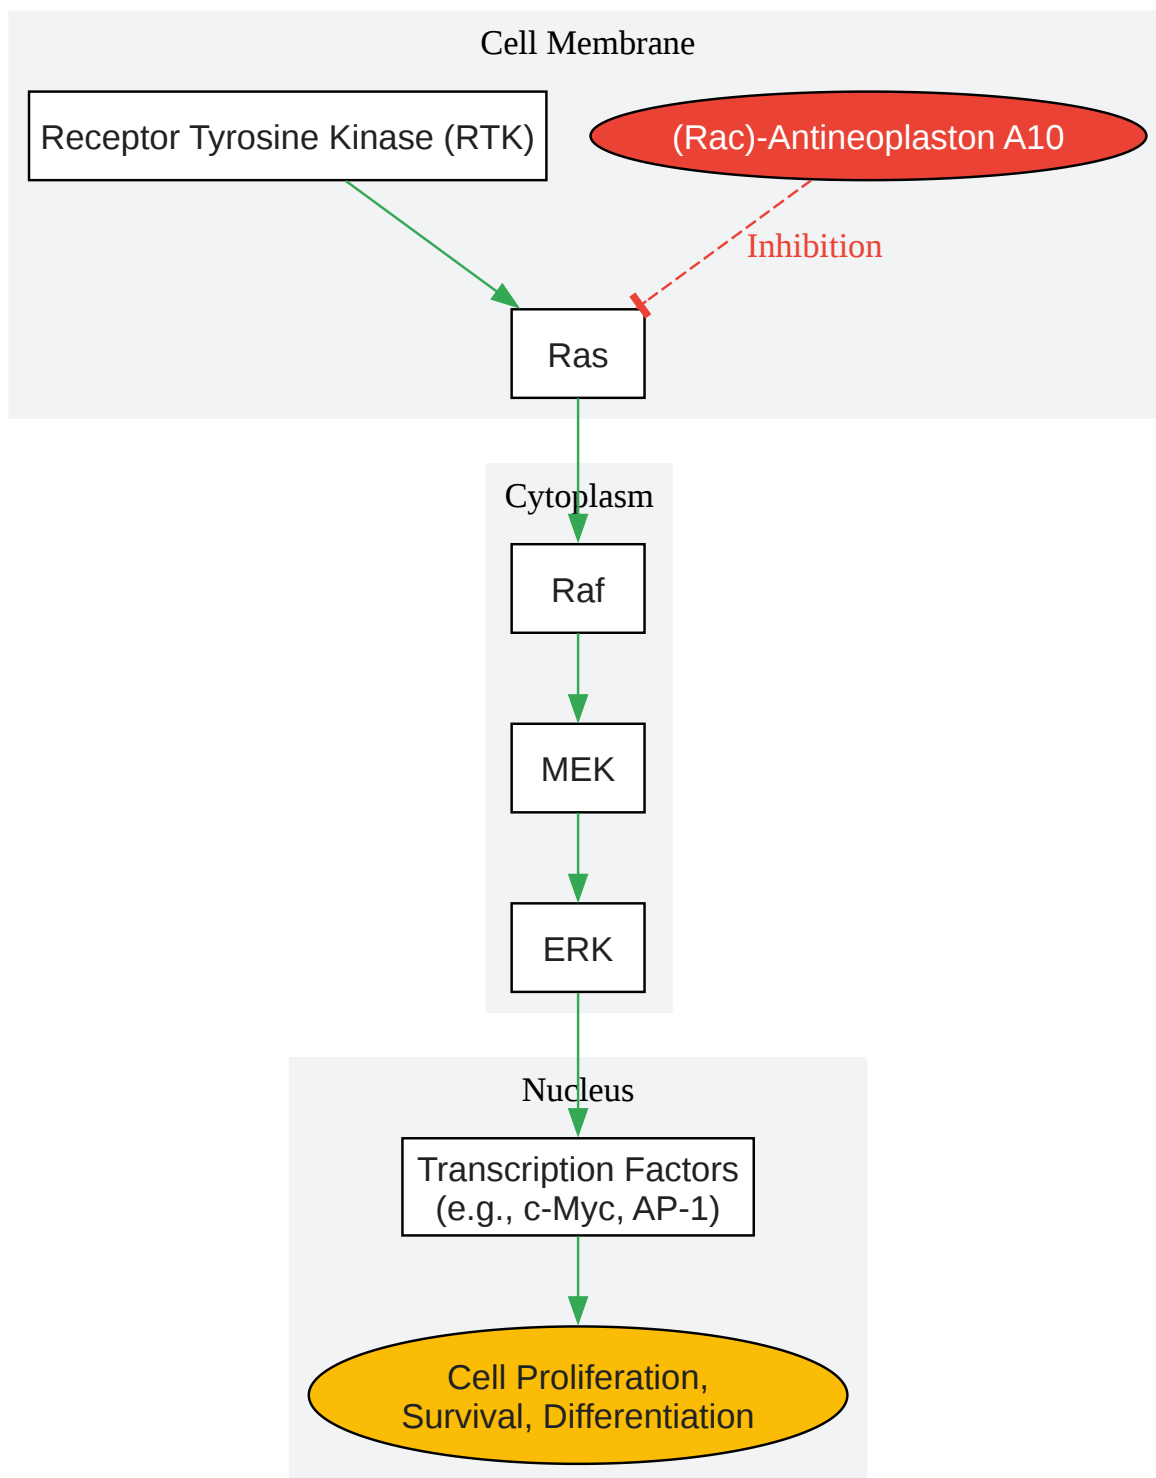 Cell Membrane
Receptor Tyrosine Kinase (RTK)
(Rac)-Antineoplaston A10
Inhibition
Ras
Cytoplasm
Raf
MEK
ERK
Nucleus
Transcription Factors
(e.g., c-Myc, AP-1)
Cell Proliferation,
Survival, Differentiation